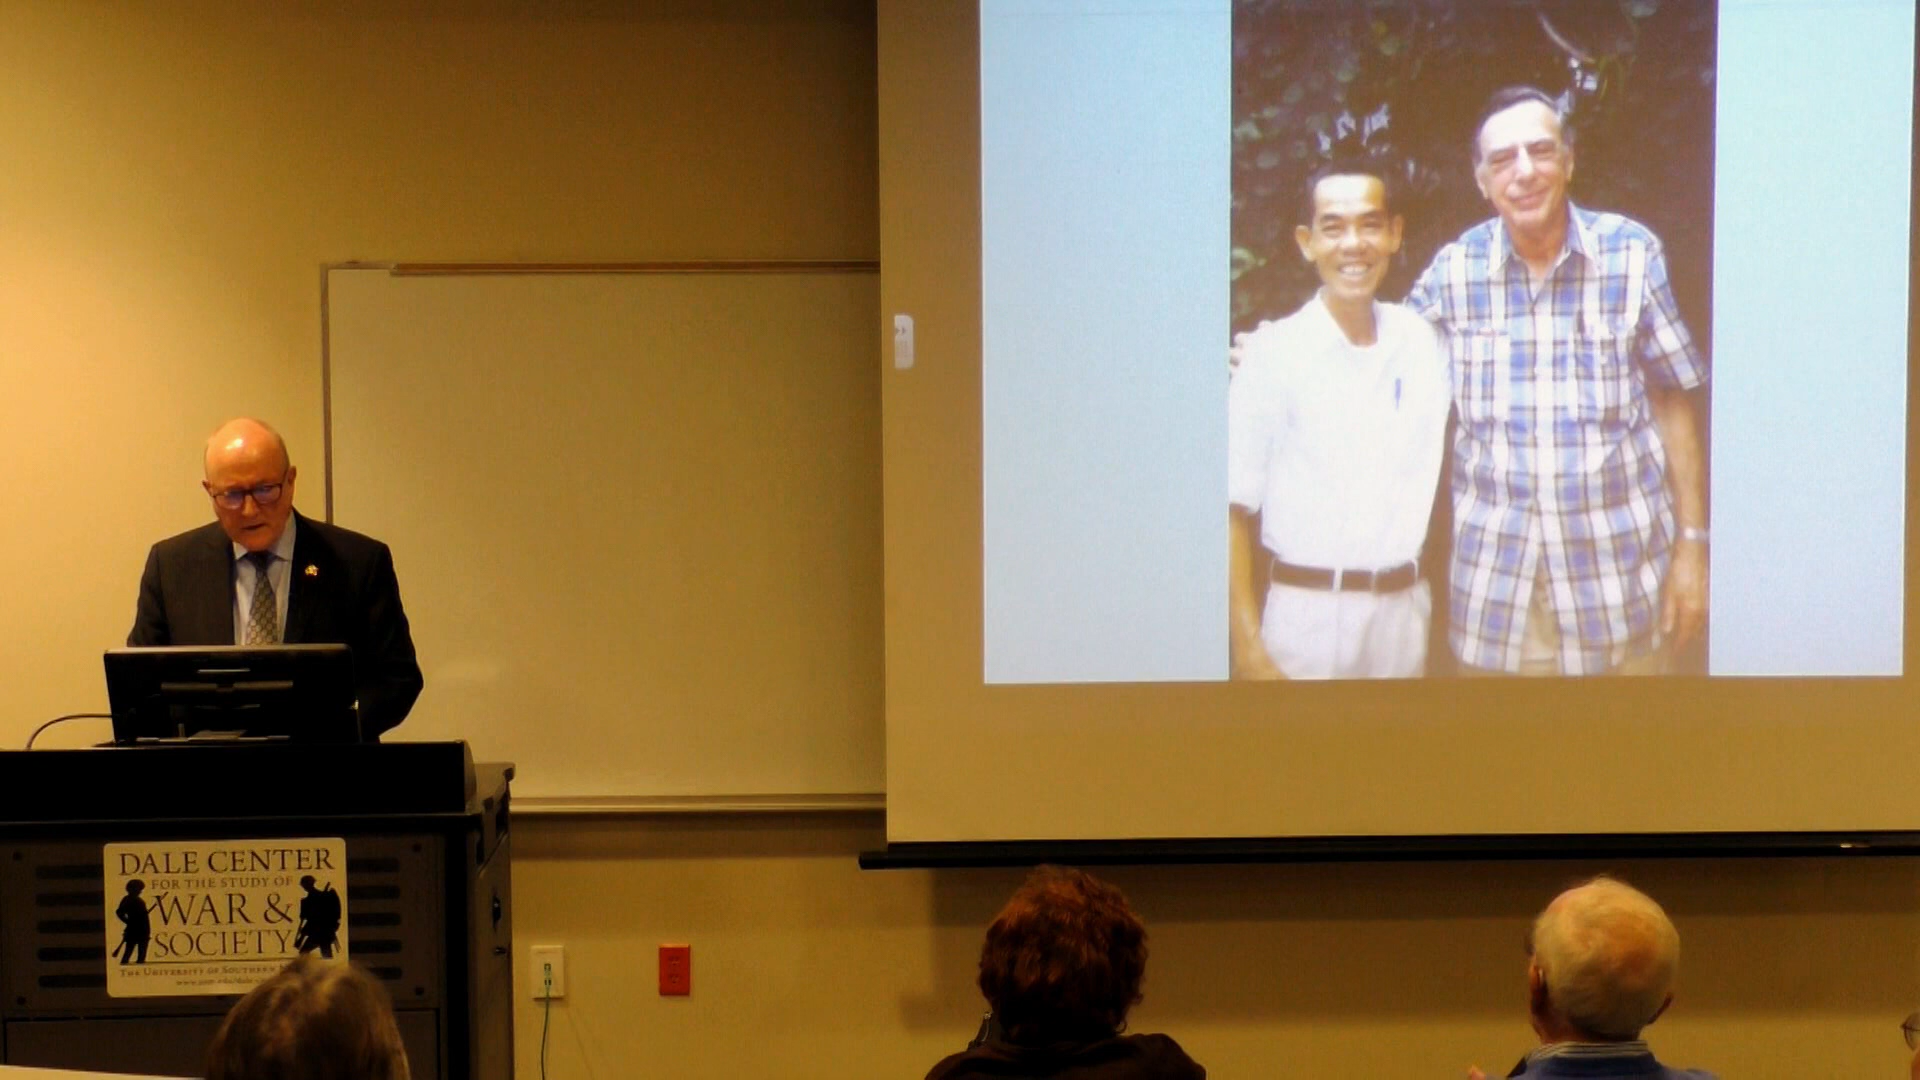 DALE CENTER
FOR THE STUDY OF
WAR &
SOCIETY
THE UNIVERSITY OF SOUTHERN